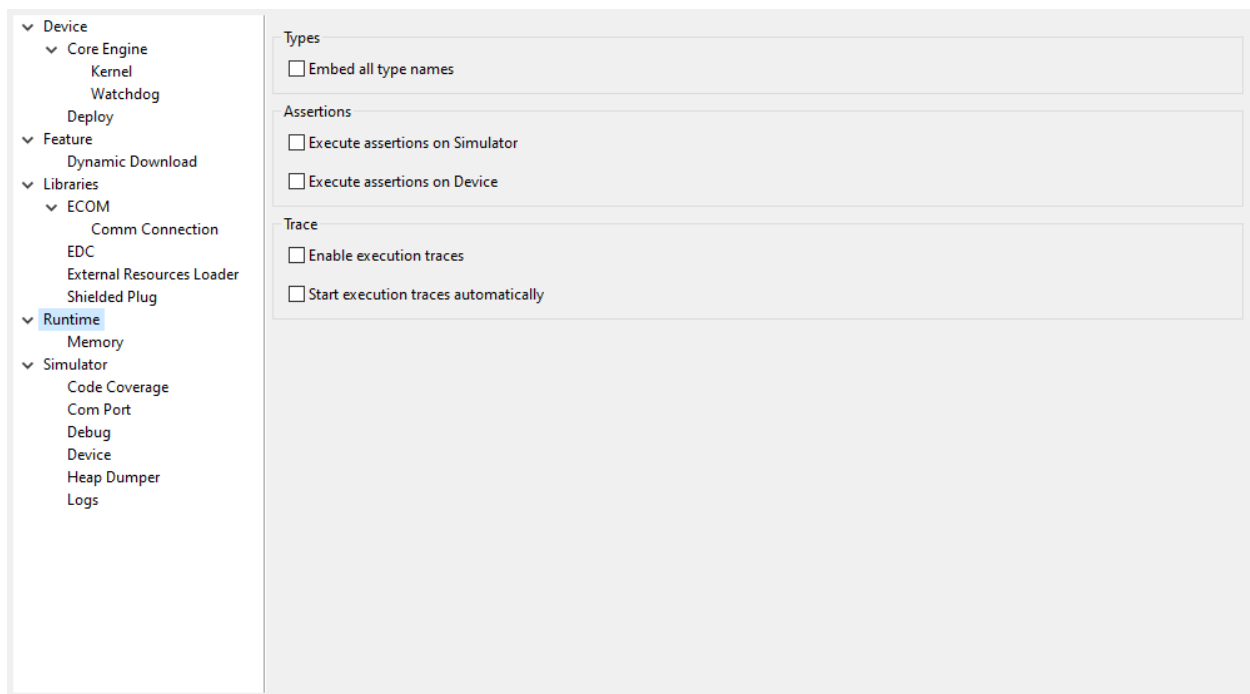 Device
Core Engine
Kernel
Watchdog
Deploy
Feature
Dynamic Download
Libraries
ECOM
Comm Connection
EDC
External Resources Loader
Shielded Plug
Runtime
Memory
Simulator
Code Coverage
Com Port
Debug
Device
Heap Dumper
Logs
Types
Embed all type names
Assertions
Execute assertions on Simulator
Execute assertions on Device
Trace
Enable execution traces
Start execution traces automatically